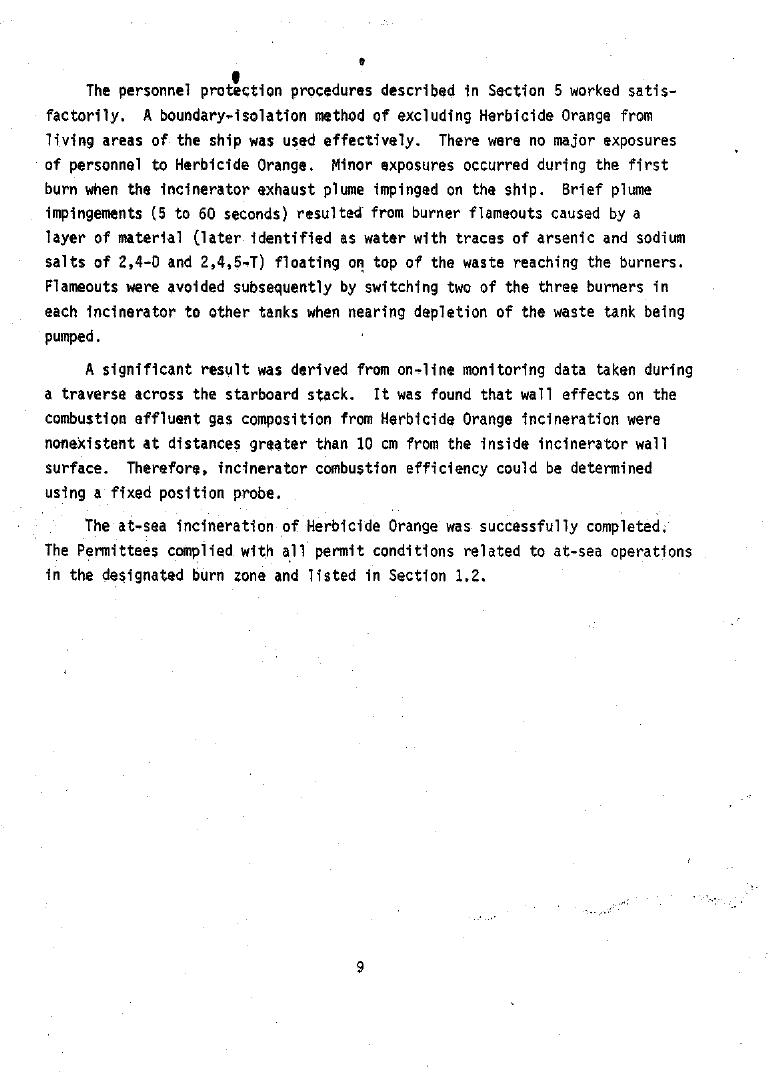 The personnel protection procedures described in Section 5 worked satis-
factorily. A boundary-isolation method of excluding Herbicide Orange from
living areas of the ship was used effectively. There were no major exposures
of personnel to Herbicide Orange. Minor exposures occurred during the first
burn when the incinerator exhaust plume impinged on the ship. Brief plume
impingements (5 to 60 seconds) resulted from burner flameouts caused by a
layer of material (later identified as water with traces of arsenic and sodium
salts of 2,4-D and 2,4,5-T) floating on top of the waste reaching the burners.
Flameouts were avoided subsequently by switching two of the three burners in
each incinerator to other tanks when nearing depletion of the waste tank being
pumped.
A significant result was derived from on-line monitoring data taken during
a traverse across the starboard stack. It was found that wall effects on the
combustion effluent gas composition from Herbicide Orange incineration were
nonexistent at distances greater than 10 cm from the inside incinerator wall
surface. Therefore, incinerator combustion efficiency could be determined
using a fixed position probe.
The at-sea incineration of Herbicide Orange was successfully completed.
The Permittees complied with all permit conditions related to at-sea operations
in the designated burn zone and listed in Section 1.2.
9